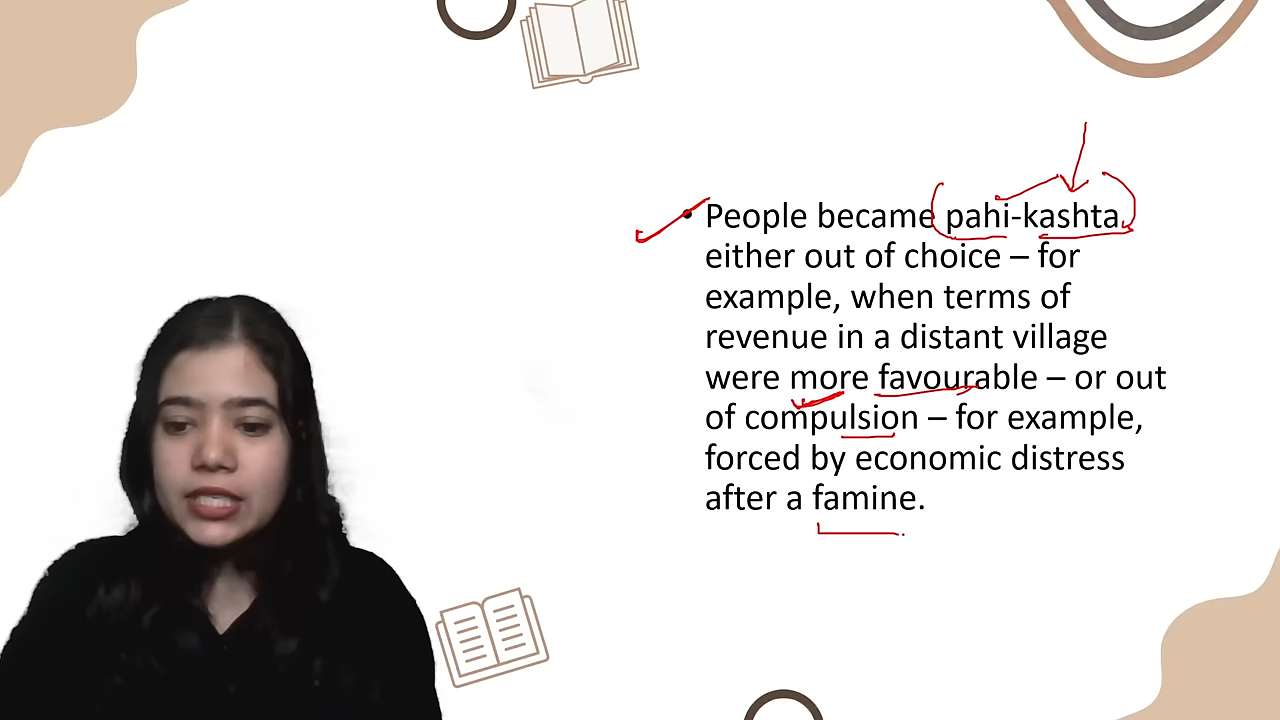 • People became pahi-kashta,
either out of choice – for
example, when terms of
revenue in a distant village
were more favourable – or out
of compulsion – for example,
forced by economic distress
after a famine.